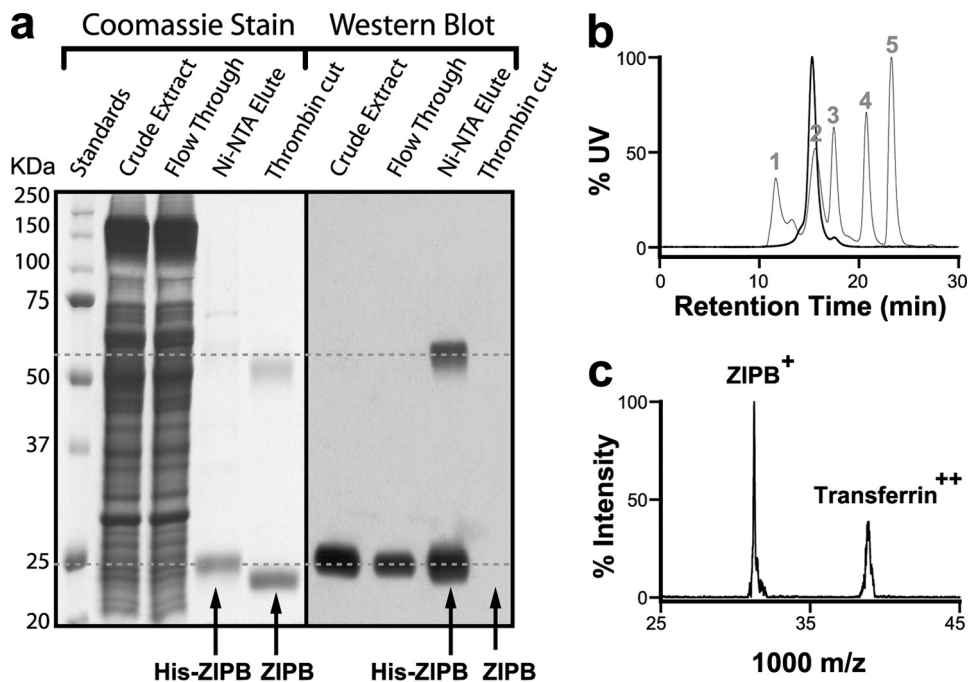 a
Coomassie Stain Western Blot
Standards
Crude Extract
Flow Through
Ni-NTA Elute
Thrombin cut
Crude Extract
Flow Through
Ni-NTA Elute
Thrombin cut
KDa
250
150
100
75
50
37
25
20
His-ZIPB ZIPB His-ZIPB ZIPB
b
% UV
100
50
0
1 2 3 4 5
0 10 20 30
Retention Time (min)
c
% Intensity
100
50
0
ZIPB+
Transferrin++
25 35 45
1000 m/z